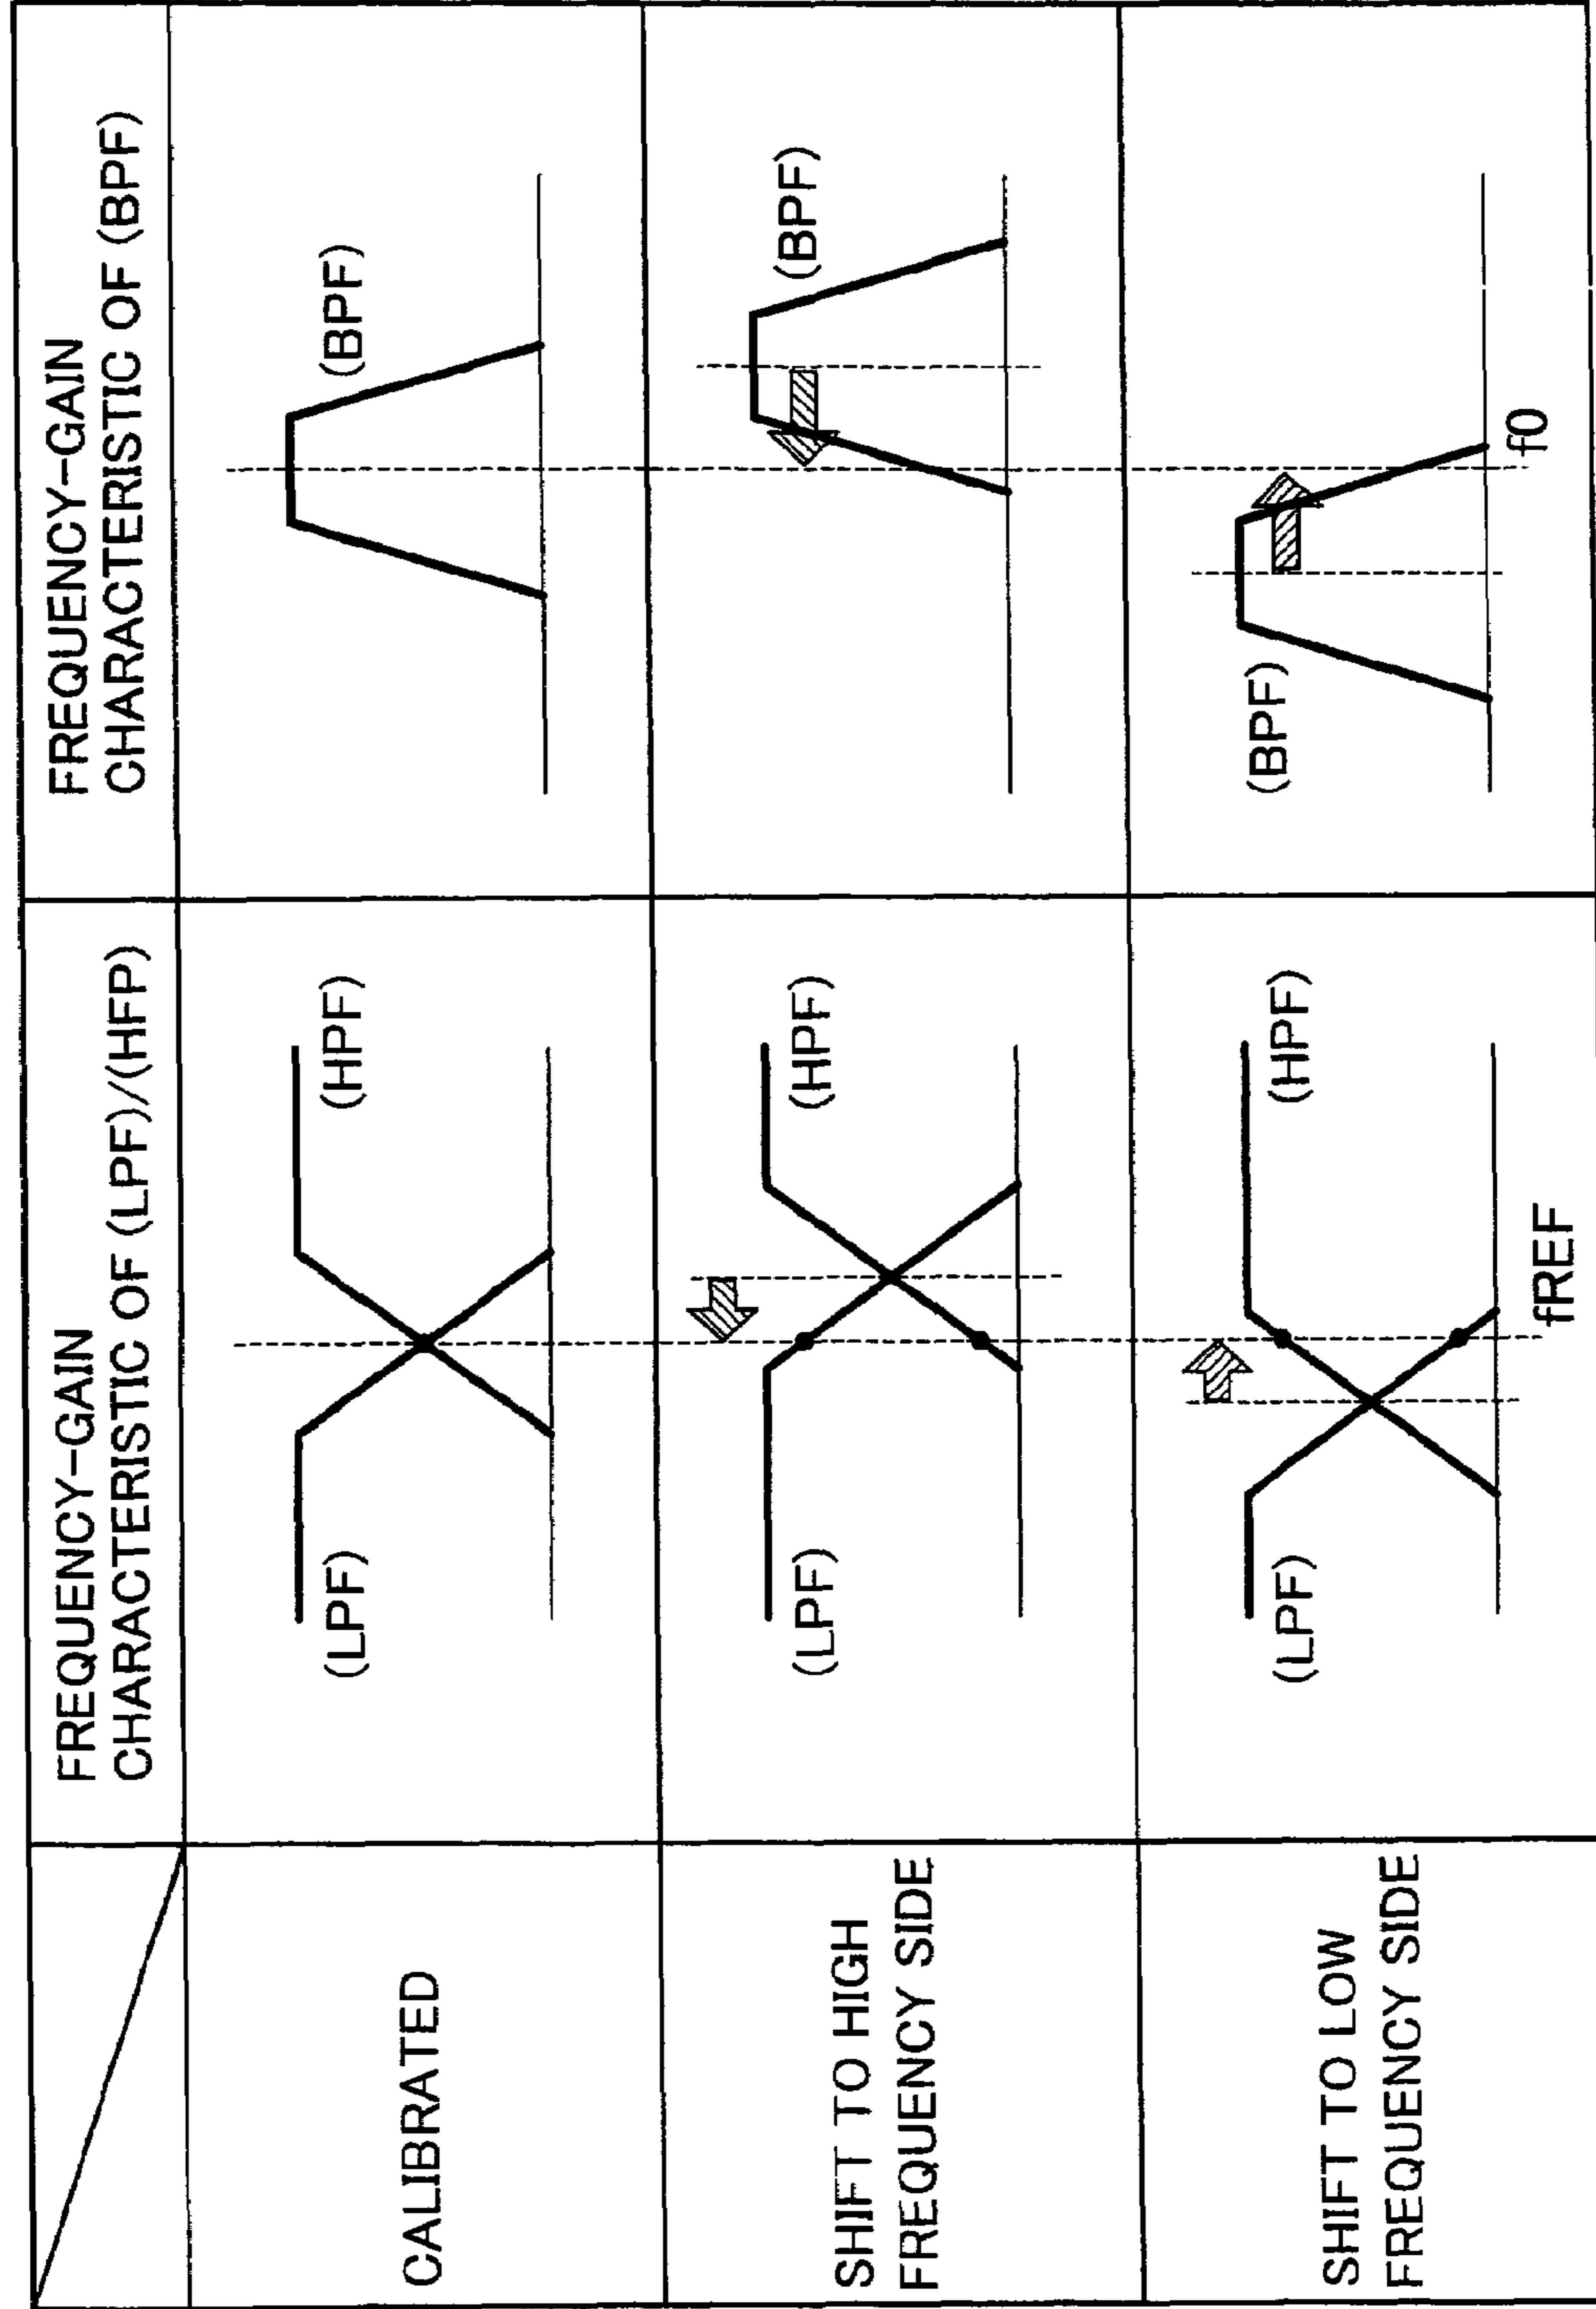 FREQUENCY-GAIN
CHARACTERISTIC OF (LPF)/(HFP)
FREQUENCY-GAIN
CHARACTERISTIC OF (BPF)
CALIBRATED
(LPF)
(HPF)
(BPF)
SHIFT TO HIGH
FREQUENCY SIDE
(LPF)
(HPF)
(BPF)
SHIFT TO LOW
FREQUENCY SIDE
(LPF)
(HPF)
(BPF)
fREF
f0